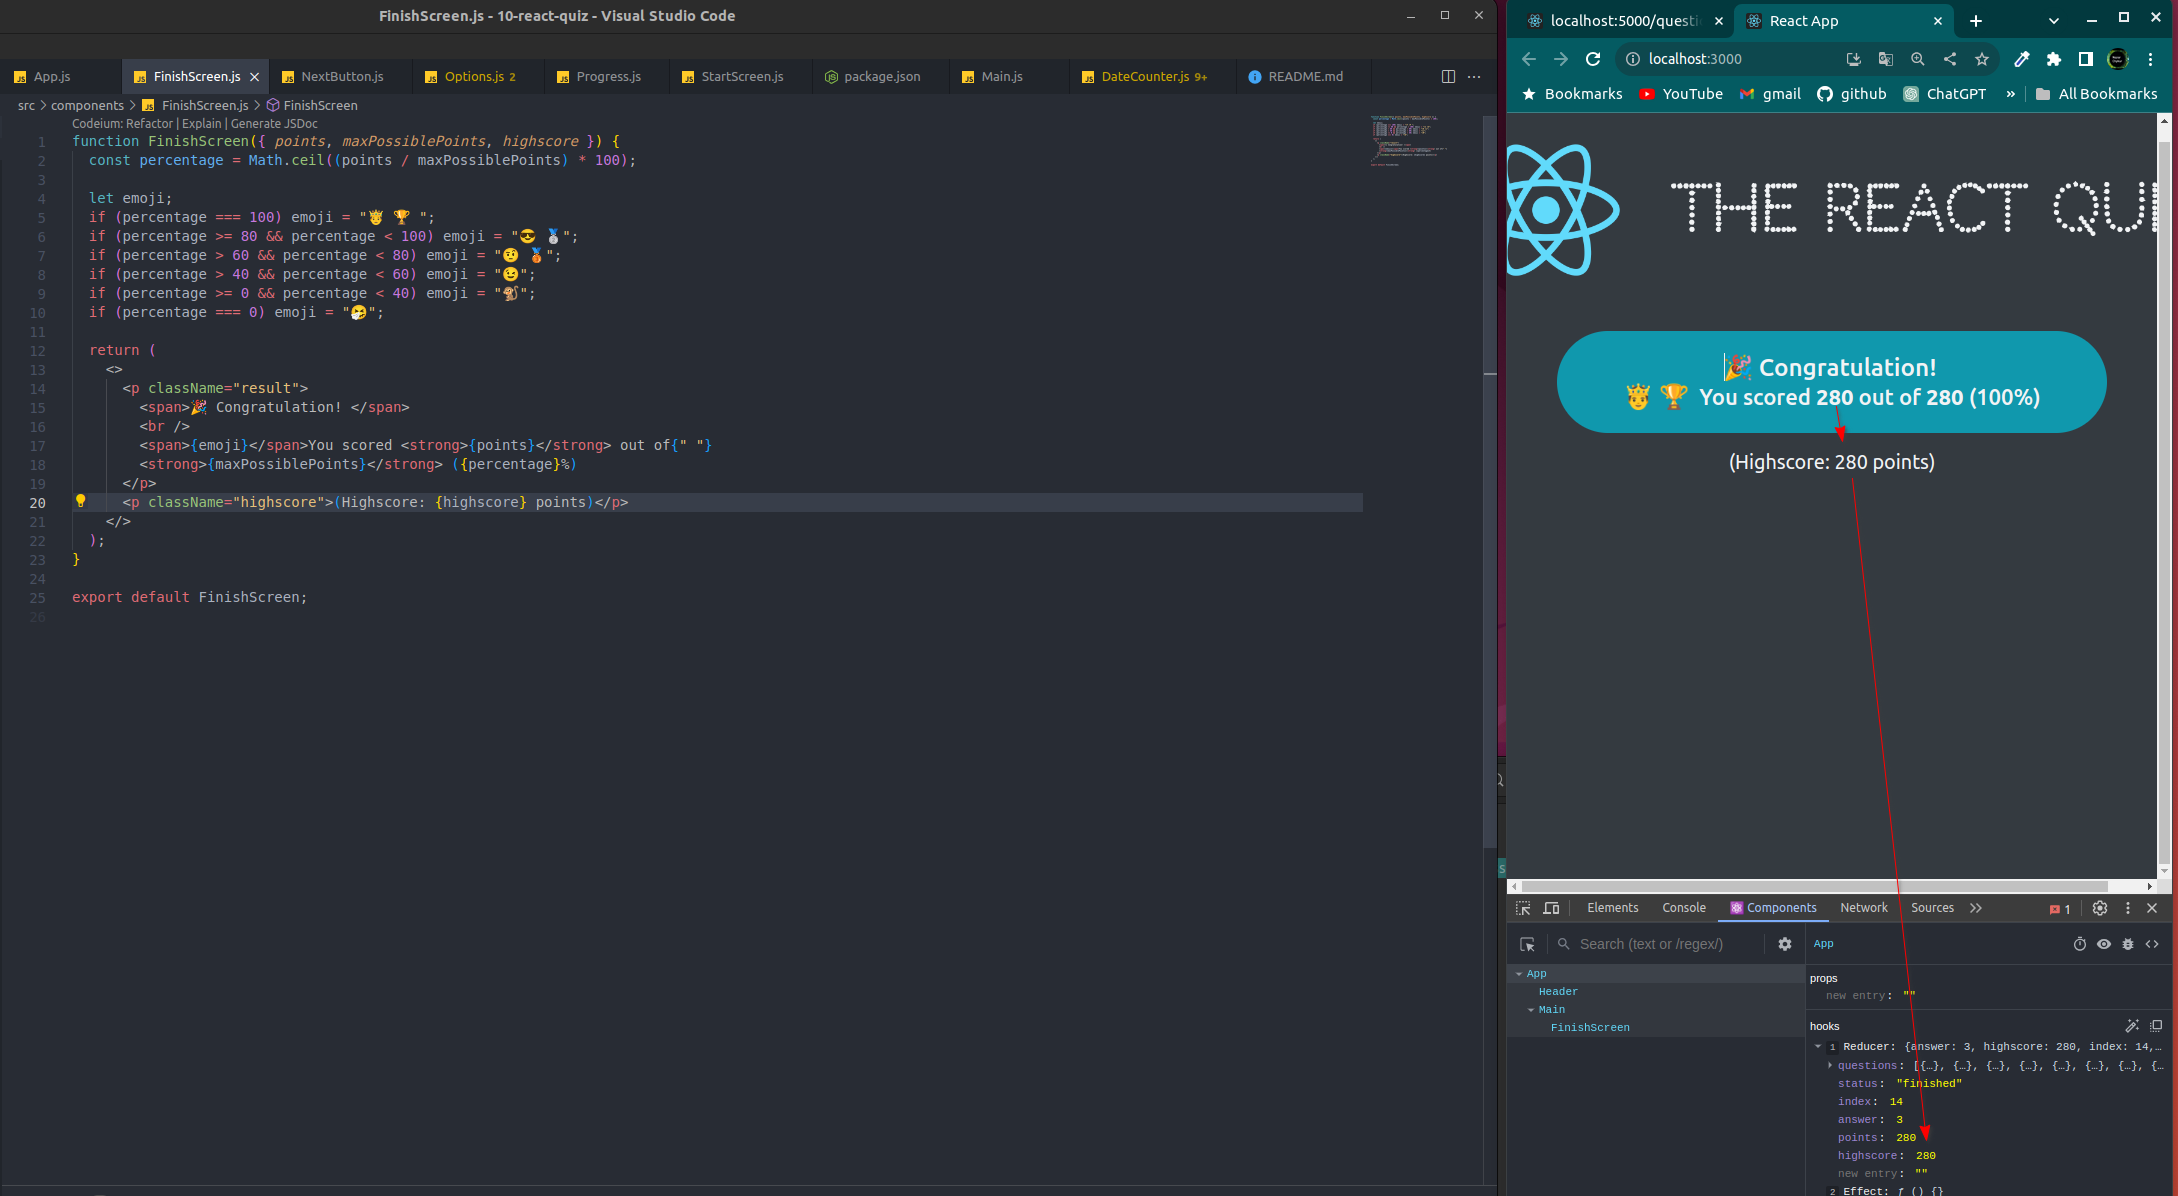 FinishScreen.js - 10-react-quiz - Visual Studio Code
App.js
FinishScreen.js
NextButton.js
Options.js 2
Progress.js
StartScreen.js
package.json
Main.js
DateCounter.js 9+
README.md
src > components > FinishScreen.js > FinishScreen
Codeium: Refactor | Explain | Generate JSDoc
1 function FinishScreen({ points, maxPossiblePoints, highscore }) {
2 const percentage = Math.ceil((points / maxPossiblePoints) * 100);
3
4 let emoji;
5 if (percentage === 100) emoji = "🤴 🏆 ";
6 if (percentage >= 80 && percentage < 100) emoji = "😎 🥈";
7 if (percentage > 60 && percentage < 80) emoji = "🤨 🥉";
8 if (percentage > 40 && percentage < 60) emoji = "😉";
9 if (percentage >= 0 && percentage < 40) emoji = "🐒";
10 if (percentage === 0) emoji = "🤧";
11
12 return (
13 <>
14 <p className="result">
15 <span>🎉 Congratulation! </span>
16 <br />
17 <span>{emoji}</span>You scored <strong>{points}</strong> out of{" "}
18 <strong>{maxPossiblePoints}</strong> ({percentage}%)
19 </p>
20 <p className="highscore">(Highscore: {highscore} points)</p>
21 </>
22 );
23 }
24
25 export default FinishScreen;
26
localhost:5000/questi
React App
localhost:3000
Bookmarks
YouTube
gmail
github
ChatGPT
»
All Bookmarks
THE REACT QUI
🎉 Congratulation!
🤴 🏆 You scored 280 out of 280 (100%)
(Highscore: 280 points)
Elements
Console
Components
Network
Sources
1
Search (text or /regex/)
App
App
Header
Main
FinishScreen
props
new entry: ""
hooks
1 Reducer: {answer: 3, highscore: 280, index: 14,…
questions: [{…}, {…}, {…}, {…}, {…}, {…}, {…}, {…
status: "finished"
index: 14
answer: 3
points: 280
highscore: 280
new entry: ""
2 Effect: ƒ () {}